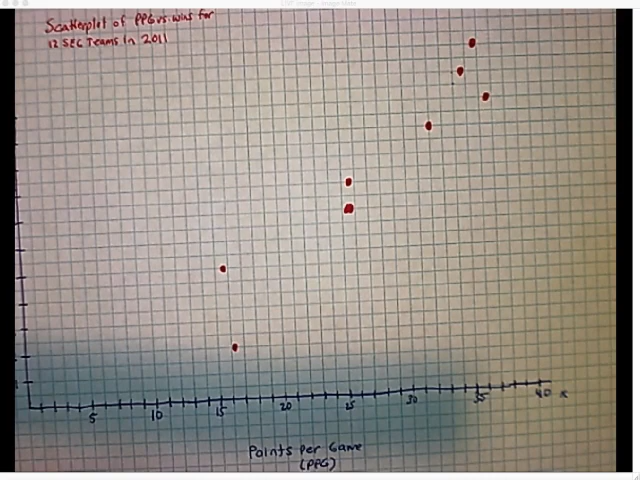 Scatterplot of PPG vs. wins for
12 SEC Teams in 2011
5 10 15 20 25 30 35 40 x
Points per Game
(PPG)